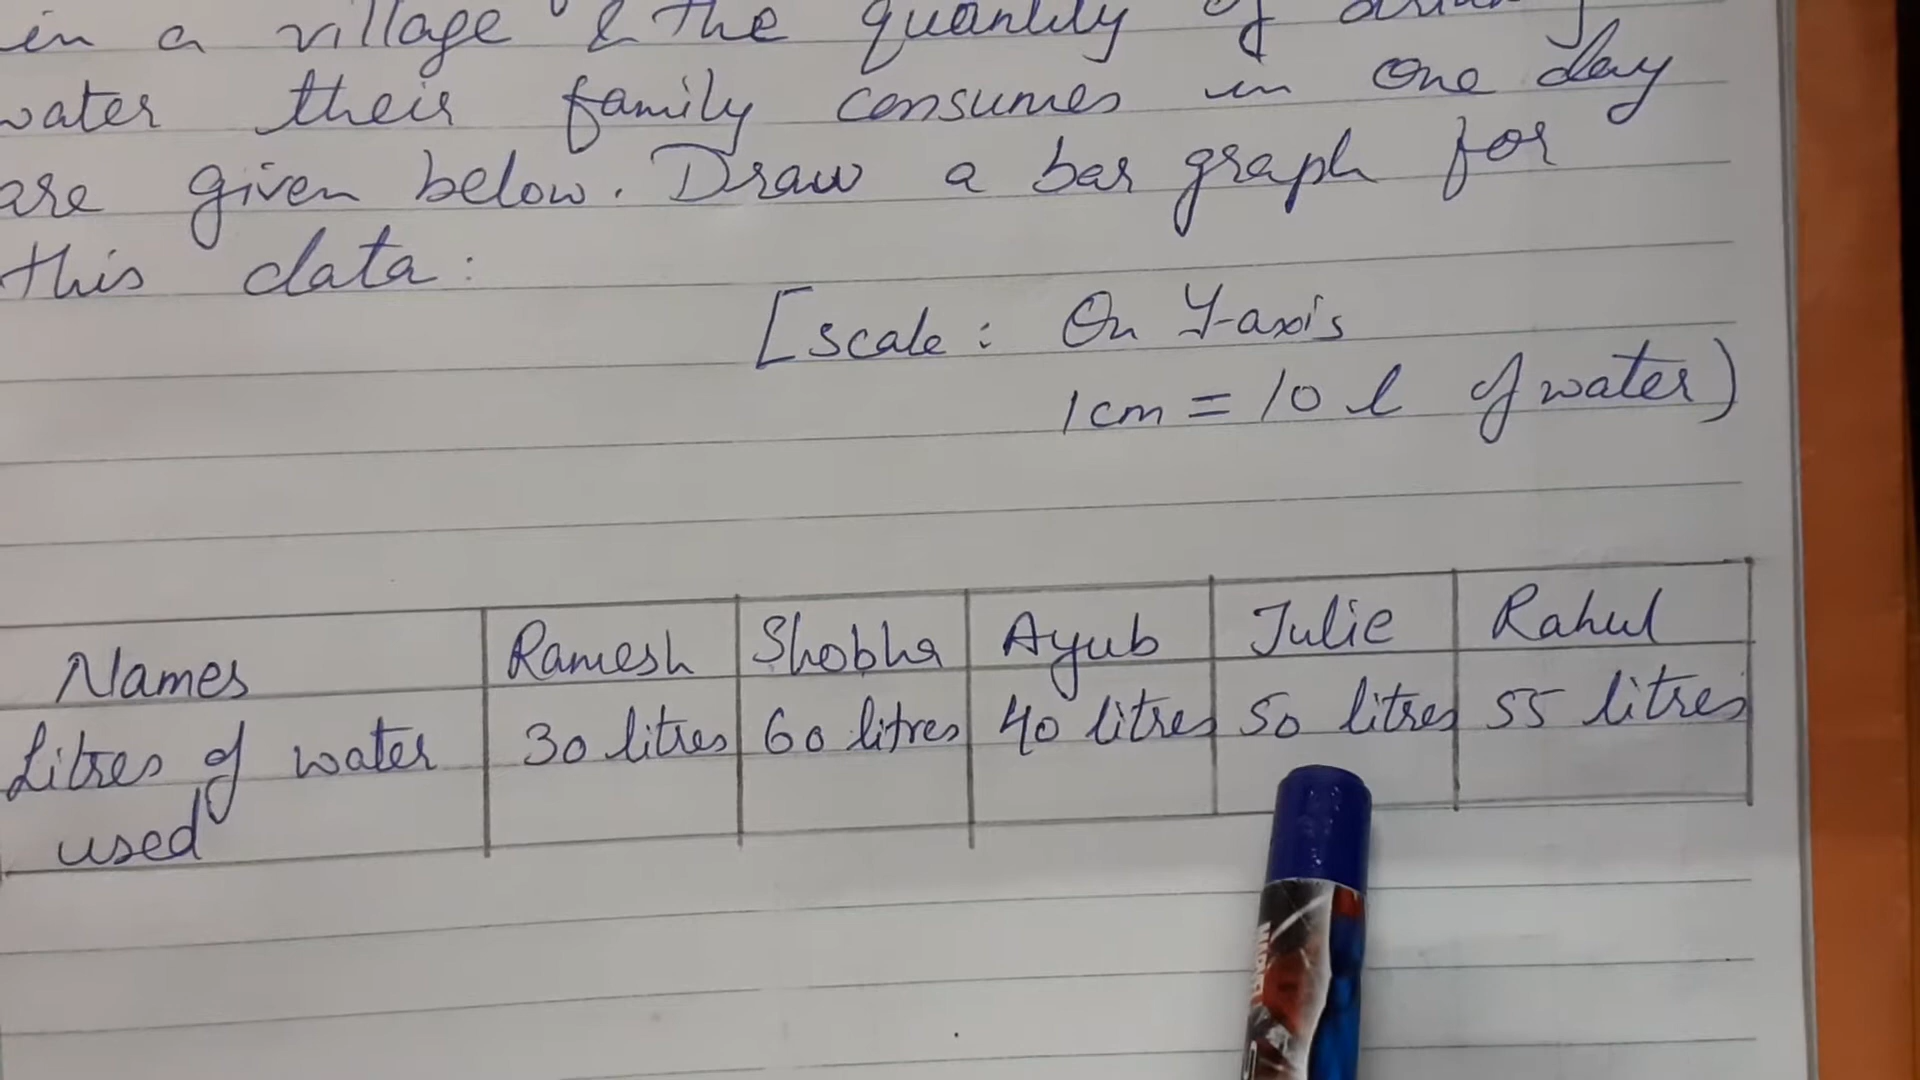 in a village & the quantity of
water their family consumes in one day
are given below. Draw a bar graph for
this data:
[scale: On Y-axis
1cm = 10 l of water)
Names Ramesh Shobha Ayub Julie Rahul
Litres of water 30 litres 60 litres 40 litres 50 litres 55 litres
used